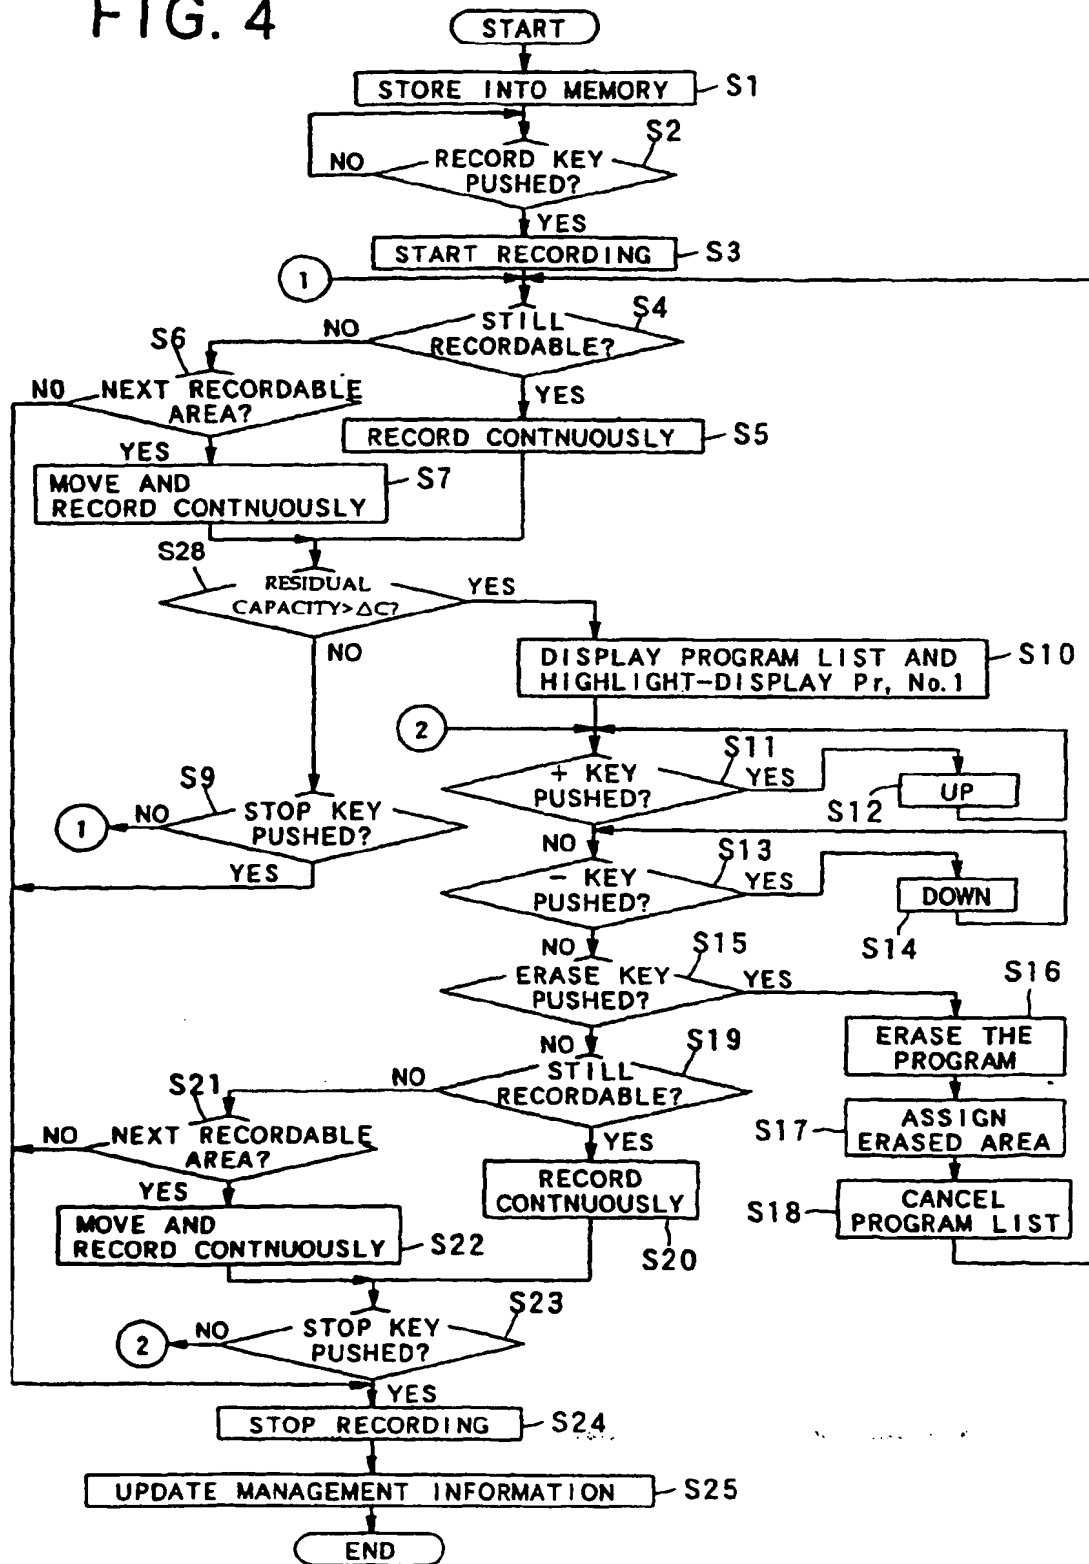 FIG. 4
START
STORE INTO MEMORY
S1
S2
RECORD KEY
PUSHED?
NO
YES
START RECORDING
S3
1
S4
STILL
RECORDABLE?
NO
YES
S6
NEXT RECORDABLE
AREA?
NO
YES
RECORD CONTNUOUSLY
S5
MOVE AND
RECORD CONTNUOUSLY
S7
S28
RESIDUAL
CAPACITY>ΔC?
YES
NO
DISPLAY PROGRAM LIST AND
HIGHLIGHT-DISPLAY Pr, No.1
S10
2
S11
+ KEY
PUSHED?
YES
UP
S12
NO
S9
STOP KEY
PUSHED?
NO
1
YES
S13
- KEY
PUSHED?
YES
DOWN
S14
NO
S15
ERASE KEY
PUSHED?
YES
S16
ERASE THE
PROGRAM
NO
S19
STILL
RECORDABLE?
NO
YES
S17
ASSIGN
ERASED AREA
S21
NEXT RECORDABLE
AREA?
NO
YES
RECORD
CONTNUOUSLY
S20
S18
CANCEL
PROGRAM LIST
MOVE AND
RECORD CONTNUOUSLY
S22
S23
STOP KEY
PUSHED?
NO
2
YES
STOP RECORDING
S24
UPDATE MANAGEMENT INFORMATION
S25
END